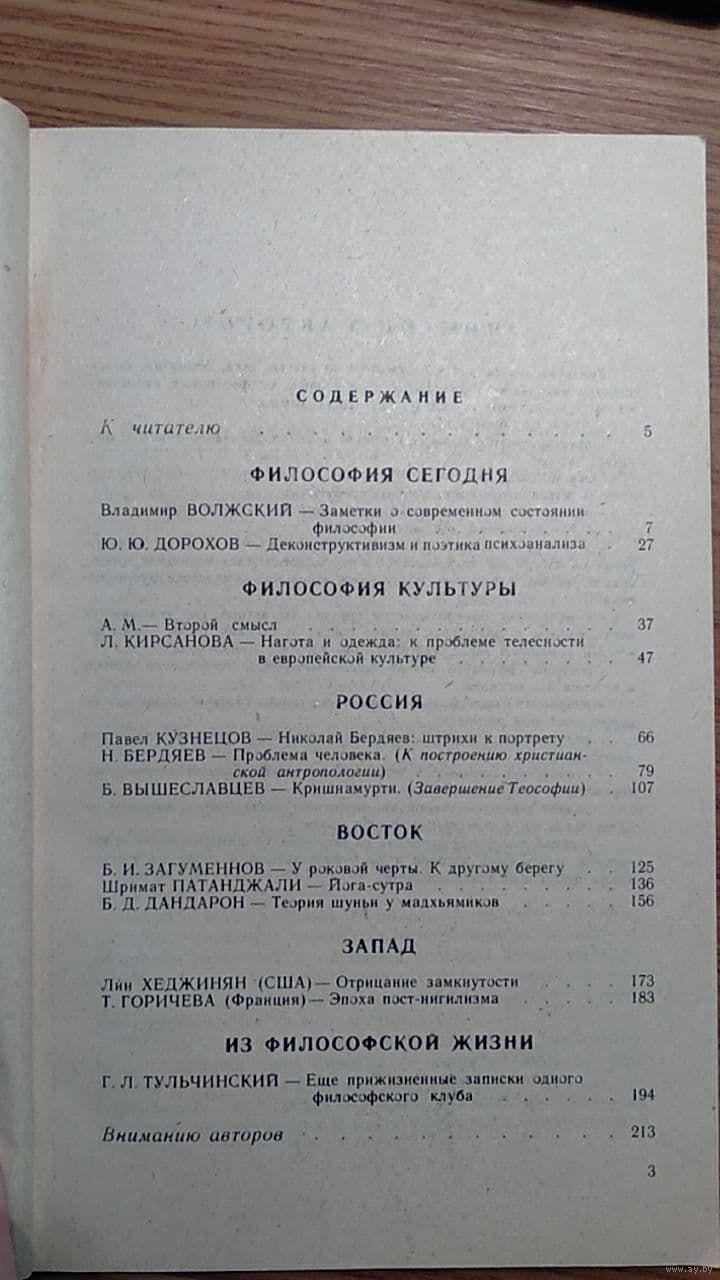 СОДЕРЖАНИЕ
К читателю . . . . . . . . . . . . . 5
ФИЛОСОФИЯ СЕГОДНЯ
Владимир ВОЛЖСКИЙ — Заметки о современном состоянии
философии . . . . . . . 7
Ю. Ю. ДОРОХОВ — Деконструктивизм и поэтика психоанализа . 27
ФИЛОСОФИЯ КУЛЬТУРЫ
А. М.— Второй смысл . . . . . . . . . . . . 37
Л. КИРСАНОВА — Нагота и одежда: к проблеме телесности
в европейской культуре . . . . . . . 47
РОССИЯ
Павел КУЗНЕЦОВ — Николай Бердяев: штрихи к портрету . . 66
Н. БЕРДЯЕВ — Проблема человека. (К построению христиан-
ской антропологии) . . . . . . . . 79
Б. ВЫШЕСЛАВЦЕВ — Кришнамурти. (Завершение Теософии) . 107
ВОСТОК
Б. И. ЗАГУМЕННОВ — У роковой черты. К другому берегу . . 125
Шримат ПАТАНДЖАЛИ — Йога-сутра . . . . . . . 136
Б. Д. ДАНДАРОН — Теория шуньи у мадхьямиков . . . . 156
ЗАПАД
Лин ХЕДЖИНЯН (США)— Отрицание замкнутости . . . . 173
Т. ГОРИЧЕВА (Франция)— Эпоха пост-нигилизма . . . . . 183
ИЗ ФИЛОСОФСКОЙ ЖИЗНИ
Г. Л. ТУЛЬЧИНСКИЙ — Еще прижизненные записки одного
философского клуба . . . . . . 194
Вниманию авторов . . . . . . . . . . . . 213
3
www.ay.by